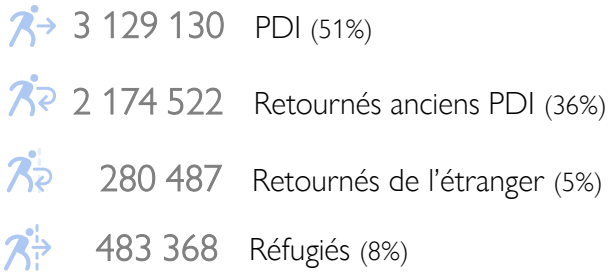 3 129 130 PDI (51%)
2 174 522 Retournés anciens PDI (36%)
280 487 Retournés de l'étranger (5%)
483 368 Réfugiés (8%)